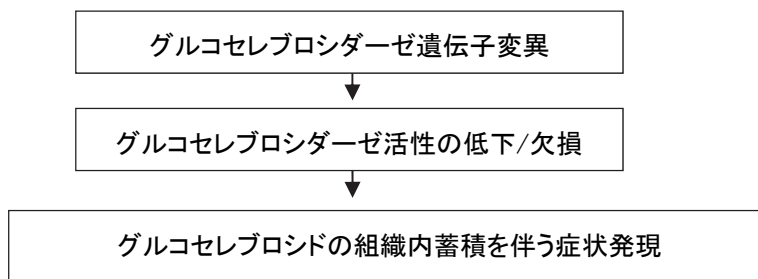 グルコセレブロシダーゼ遺伝子変異
グルコセレブロシダーゼ活性の低下/欠損
グルコセレブロシドの組織内蓄積を伴う症状発現